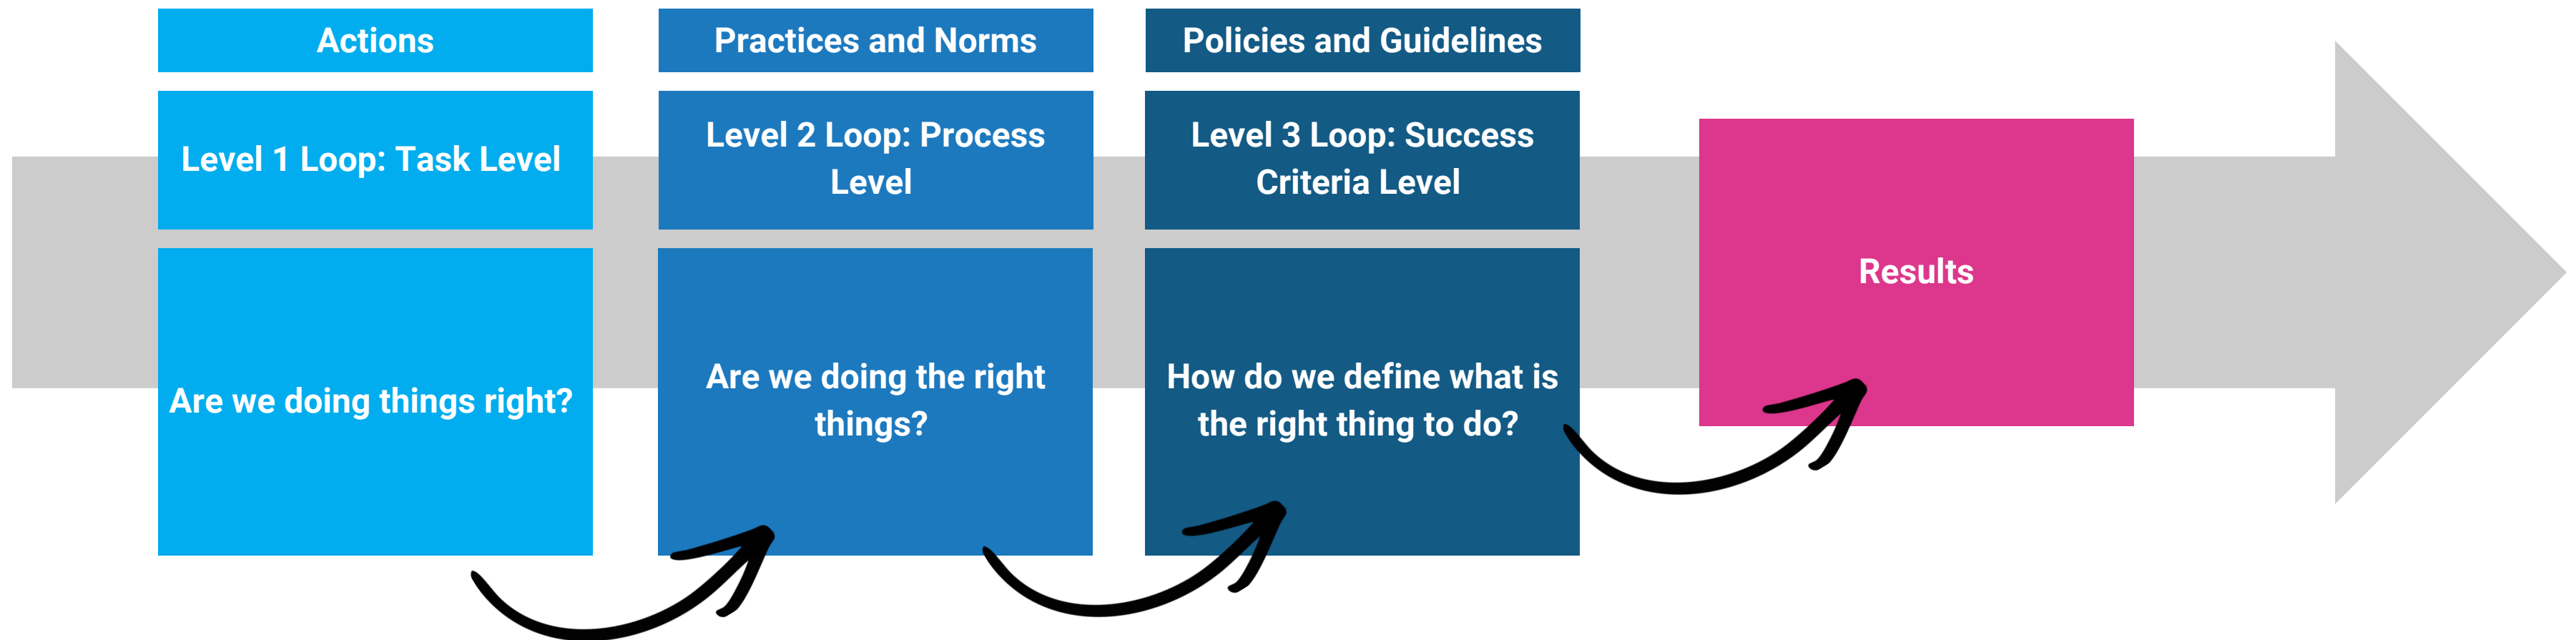 Actions
Level 1 Loop: Task Level
Are we doing things right?
Practices and Norms
Level 2 Loop: Process
Level
Are we doing the right
things?
Policies and Guidelines
Level 3 Loop: Success
Criteria Level
How do we define what is
the right thing to do?
Results